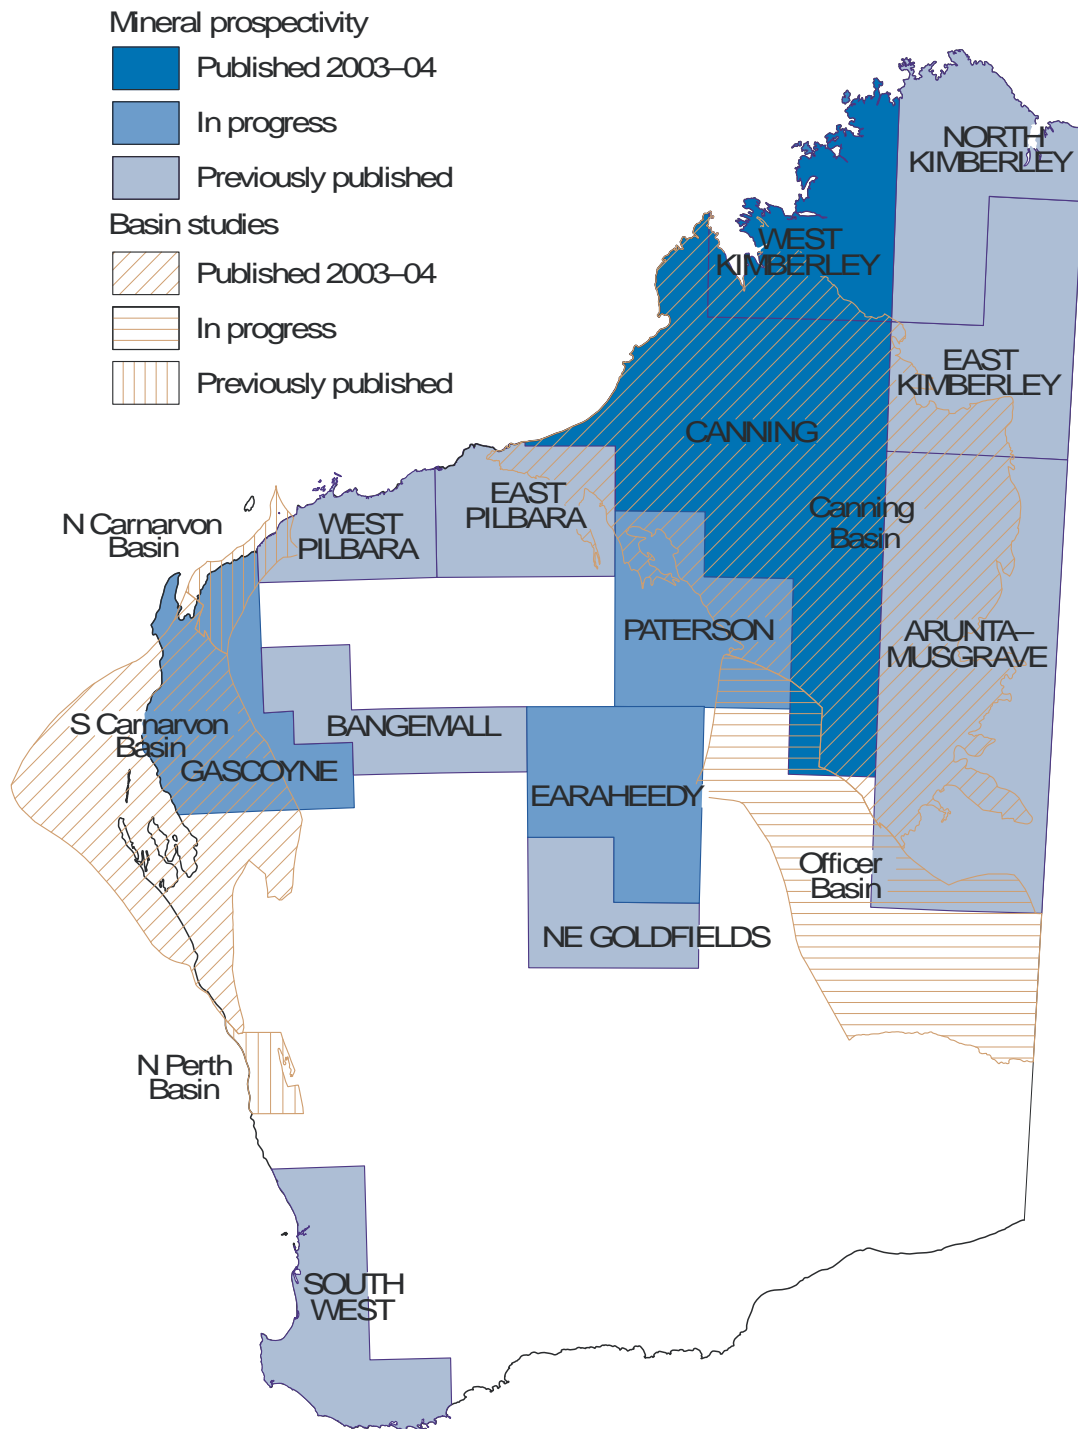 Mineral prospectivity
Published 2003–04
In progress
Previously published
Basin studies
Published 2003–04
In progress
Previously published
NORTH
KIMBERLEY
WEST
KIMBERLEY
EAST
KIMBERLEY
CANNING
Canning
Basin
EAST
PILBARA
WEST
PILBARA
N Carnarvon
Basin
PATERSON
ARUNTA–
MUSGRAVE
S Carnarvon
Basin
BANGEMALL
GASCOYNE
EARAHEEDY
Officer
Basin
NE GOLDFIELDS
N Perth
Basin
SOUTH
WEST